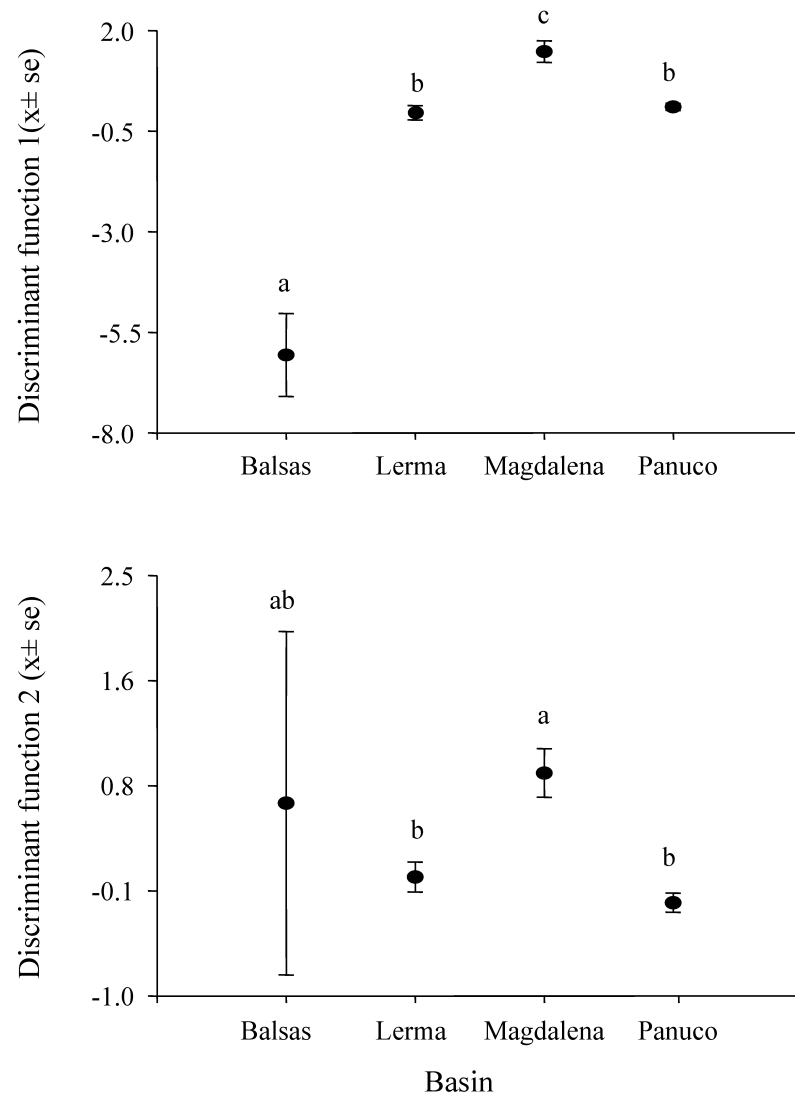 Discriminant function 1(x± se)
2.0
-0.5
-3.0
-5.5
-8.0
a
b
c
b
Balsas Lerma Magdalena Panuco
Discriminant function 2 (x± se)
2.5
1.6
0.8
-0.1
-1.0
ab
b
a
b
Balsas Lerma Magdalena Panuco
Basin